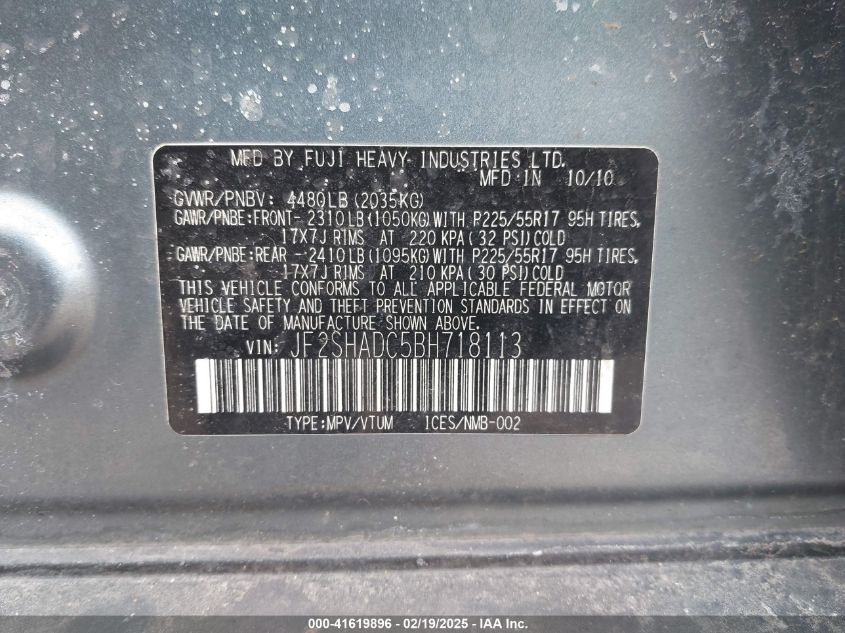 MFD BY FUJI HEAVY INDUSTRIES LTD.
MFD IN 10/10
GVWR/PNBV: 4480LB (2035KG)
GAWR/PNBE:FRONT- 2310LB(1050KG)WITH P225/55R17 95H TIRES,
17X7J RIMS AT 220 KPA(32 PSI)COLD
GAWR/PNBE:REAR -2410LB(1095KG)WITH P225/55R17 95H TIRES,
17X7J RIMS AT 210 KPA(30 PSI)COLD
THIS VEHICLE CONFORMS TO ALL APPLICABLE FEDERAL MOTOR
VEHICLE SAFETY AND THEFT PREVENTION STANDARDS IN EFFECT ON
THE DATE OF MANUFACTURE SHOWN ABOVE.
VIN: JF2SHADC5BH718113
TYPE:MPV/VTUM ICES/NMB-002
000-41619896 - 02/19/2025 - IAA Inc.